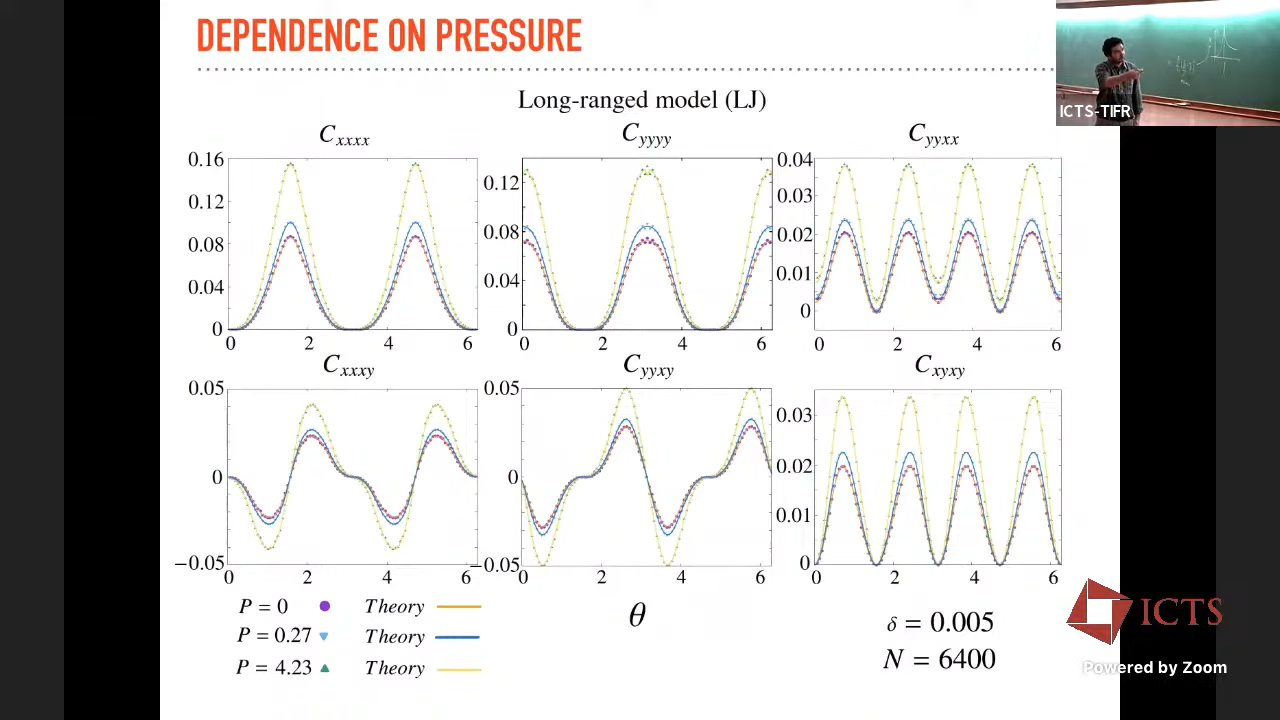 DEPENDENCE ON PRESSURE
ICTS-TIFR
Long-ranged model (LJ)
C_xxxx
C_yyyy
C_yyxx
0.16
0.12
0.08
0.04
0
0 2 4 6
0.12
0.08
0.04
0
0 2 4 6
0.04
0.03
0.02
0.01
0
0 2 4 6
C_xxxy
C_yyxy
C_xyxy
0.05
0
−0.05
0 2 4 6
0.05
0
−0.05
0 2 4 6
0.03
0.02
0.01
0
0 2 4 6
P = 0 Theory
P = 0.27 Theory
P = 4.23 Theory
θ
δ = 0.005
N = 6400
ICTS
Powered by Zoom